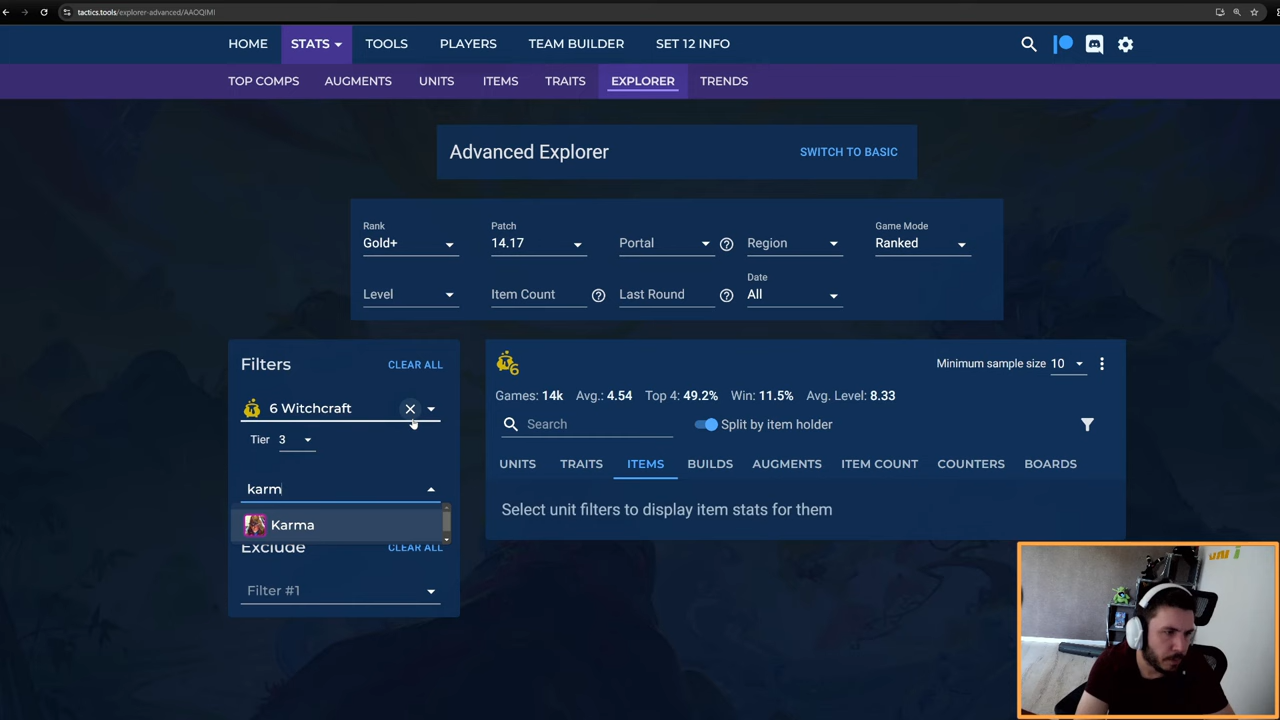 tactics.tools/explorer-advanced/AAOQIMI
HOME STATS TOOLS PLAYERS TEAM BUILDER SET 12 INFO
TOP COMPS AUGMENTS UNITS ITEMS TRAITS EXPLORER TRENDS
Advanced Explorer SWITCH TO BASIC
Rank Patch Game Mode
Gold+ 14.17 Portal Region Ranked
Date
Level Item Count Last Round All
Filters CLEAR ALL
6 Witchcraft
Tier 3
karm
Karma
Exclude CLEAR ALL
Filter #1
6 Minimum sample size 10
Games: 14k Avg.: 4.54 Top 4: 49.2% Win: 11.5% Avg. Level: 8.33
Search Split by item holder
UNITS TRAITS ITEMS BUILDS AUGMENTS ITEM COUNT COUNTERS BOARDS
Select unit filters to display item stats for them